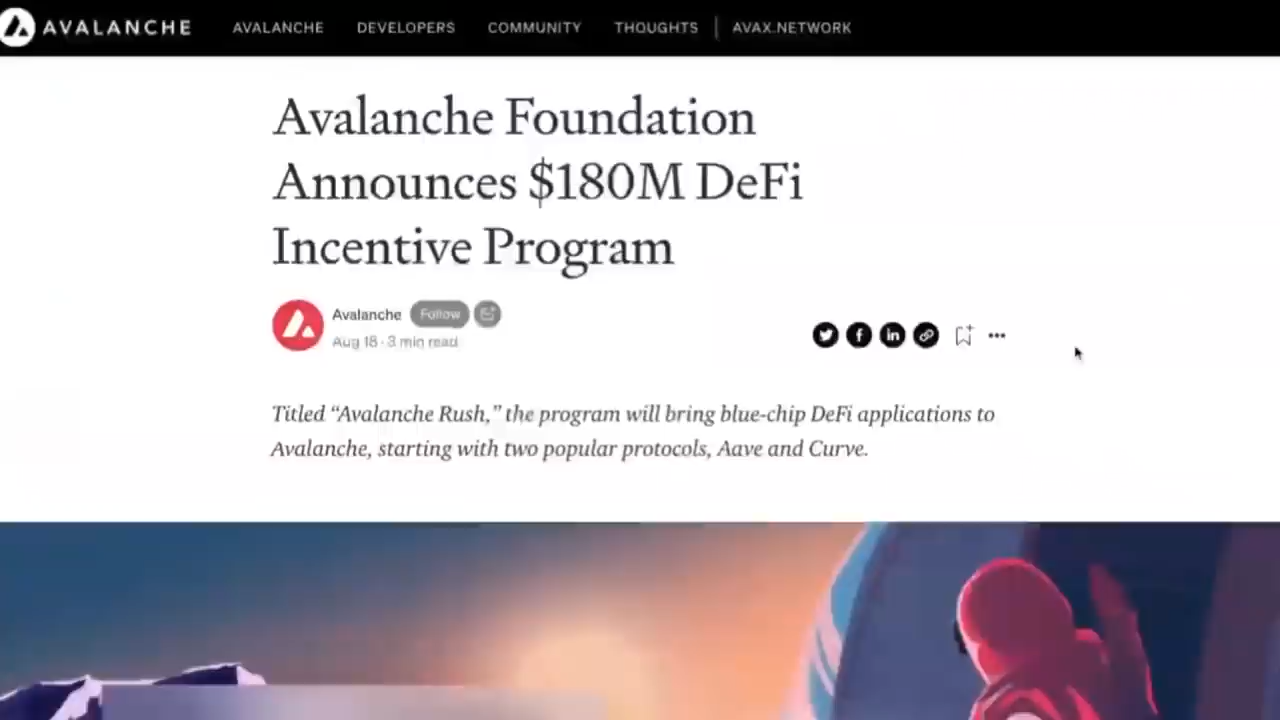 AVALANCHE AVALANCHE DEVELOPERS COMMUNITY THOUGHTS AVAX.NETWORK
Avalanche Foundation
Announces $180M DeFi
Incentive Program
Avalanche Follow
Aug 18 · 3 min read
Titled “Avalanche Rush,” the program will bring blue-chip DeFi applications to
Avalanche, starting with two popular protocols, Aave and Curve.